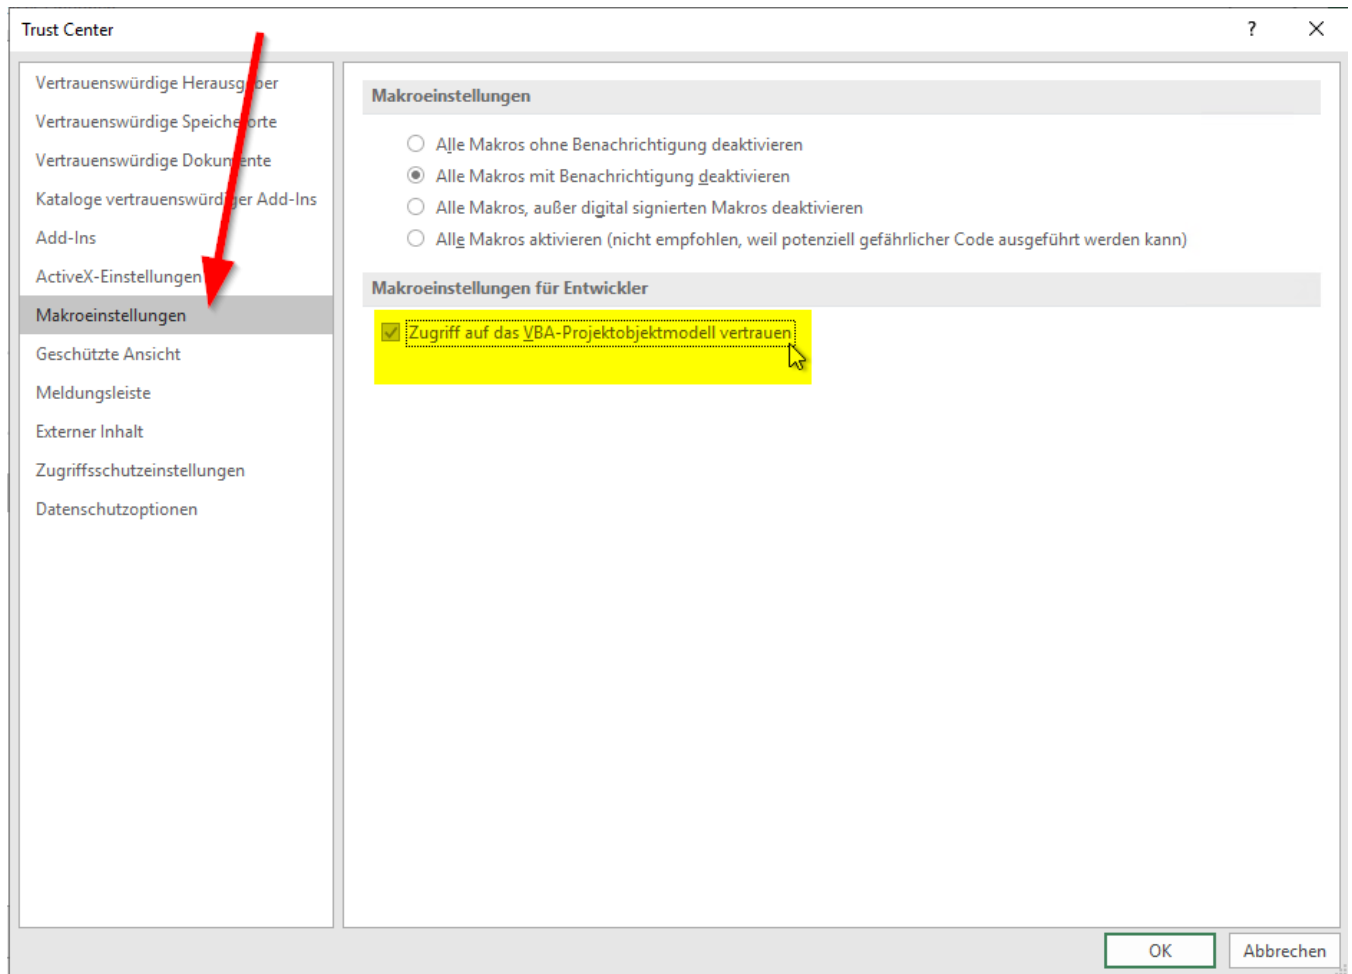 Trust Center
?
Vertrauenswürdige Herausgeber
Vertrauenswürdige Speicherorte
Vertrauenswürdige Dokumente
Kataloge vertrauenswürdiger Add-Ins
Add-Ins
ActiveX-Einstellungen
Makroeinstellungen
Geschützte Ansicht
Meldungsleiste
Externer Inhalt
Zugriffsschutzeinstellungen
Datenschutzoptionen
Makroeinstellungen
Alle Makros ohne Benachrichtigung deaktivieren
Alle Makros mit Benachrichtigung deaktivieren
Alle Makros, außer digital signierten Makros deaktivieren
Alle Makros aktivieren (nicht empfohlen, weil potenziell gefährlicher Code ausgeführt werden kann)
Makroeinstellungen für Entwickler
Zugriff auf das VBA-Projektobjektmodell vertrauen
OK
Abbrechen